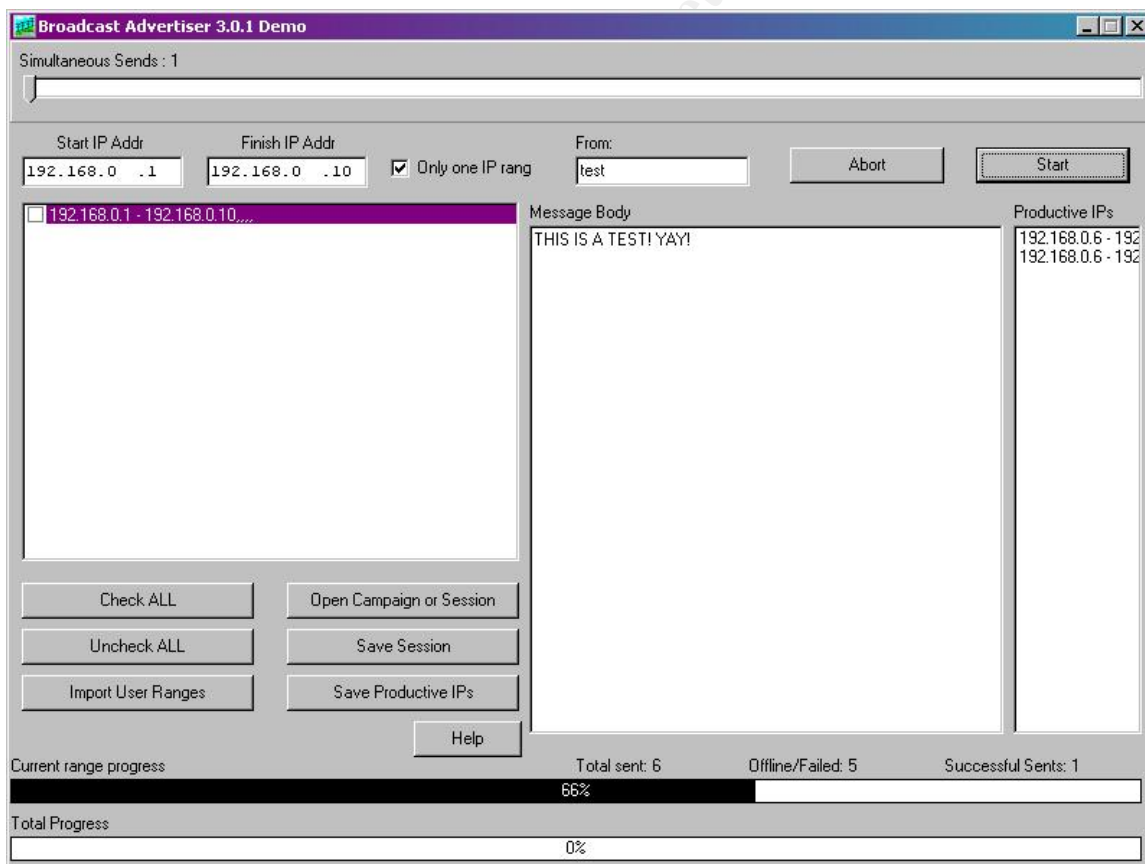 Broadcast Advertiser 3.0.1 Demo
Simultaneous Sends : 1
Start IP Addr
Finish IP Addr
From:
192.168.0 .1
192.168.0 .10
Only one IP rang
test
Abort
Start
192.168.0.1 - 192.168.0.10,,,,
Message Body
THIS IS A TEST! YAY!
Productive IPs
192.168.0.6 - 192
192.168.0.6 - 192
Check ALL
Open Campaign or Session
Uncheck ALL
Save Session
Import User Ranges
Save Productive IPs
Help
Current range progress
Total sent: 6
Offline/Failed: 5
Successful Sents: 1
66%
Total Progress
0%